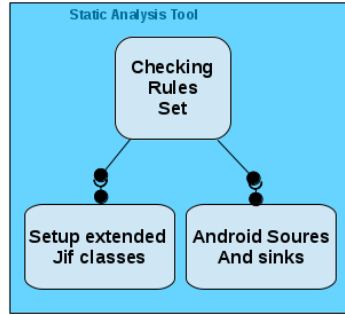 Static Analysis Tool
Checking
Rules
Set
Setup extended
Jif classes
Android Soures
And sinks